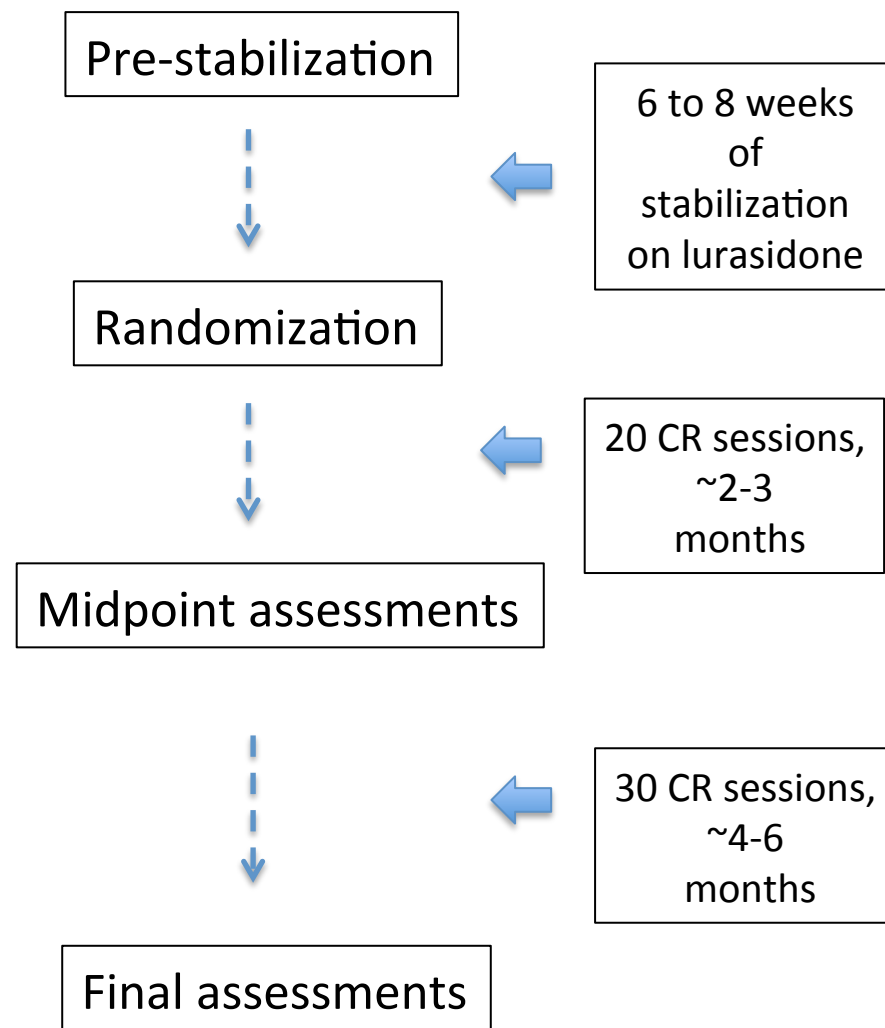 Pre-stabilization
6 to 8 weeks
of
stabilization
on lurasidone
Randomization
20 CR sessions,
~2-3
months
Midpoint assessments
30 CR sessions,
~4-6
months
Final assessments